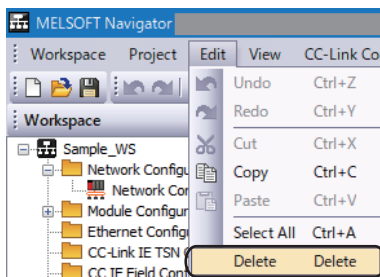 MELSOFT Navigator
Workspace Project Edit View CC-Link Co
Undo Ctrl+Z
Redo Ctrl+Y
Workspace
Cut Ctrl+X
Sample_WS
Network Configu
Copy Ctrl+C
Network Cor
Paste Ctrl+V
Module Configur
Ethernet Config
Select All Ctrl+A
CC-Link IE TSN
Delete Delete
CC IE Field Conf